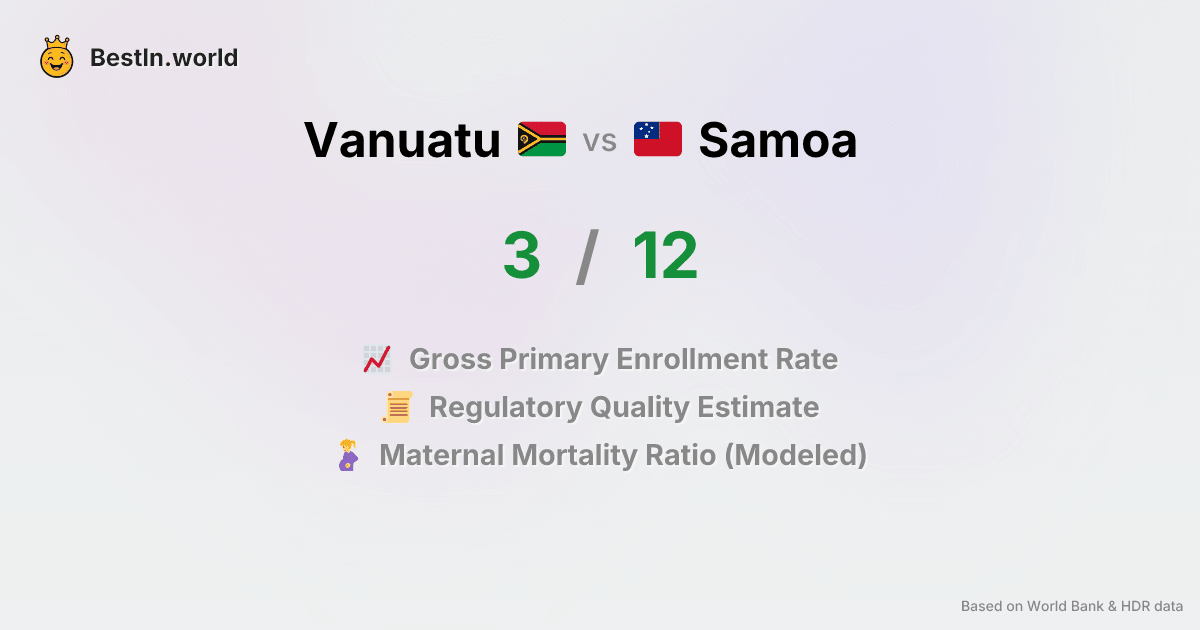 BestIn.world
Vanuatu vs Samoa
3 / 12
Gross Primary Enrollment Rate
Regulatory Quality Estimate
Maternal Mortality Ratio (Modeled)
Based on World Bank & HDR data